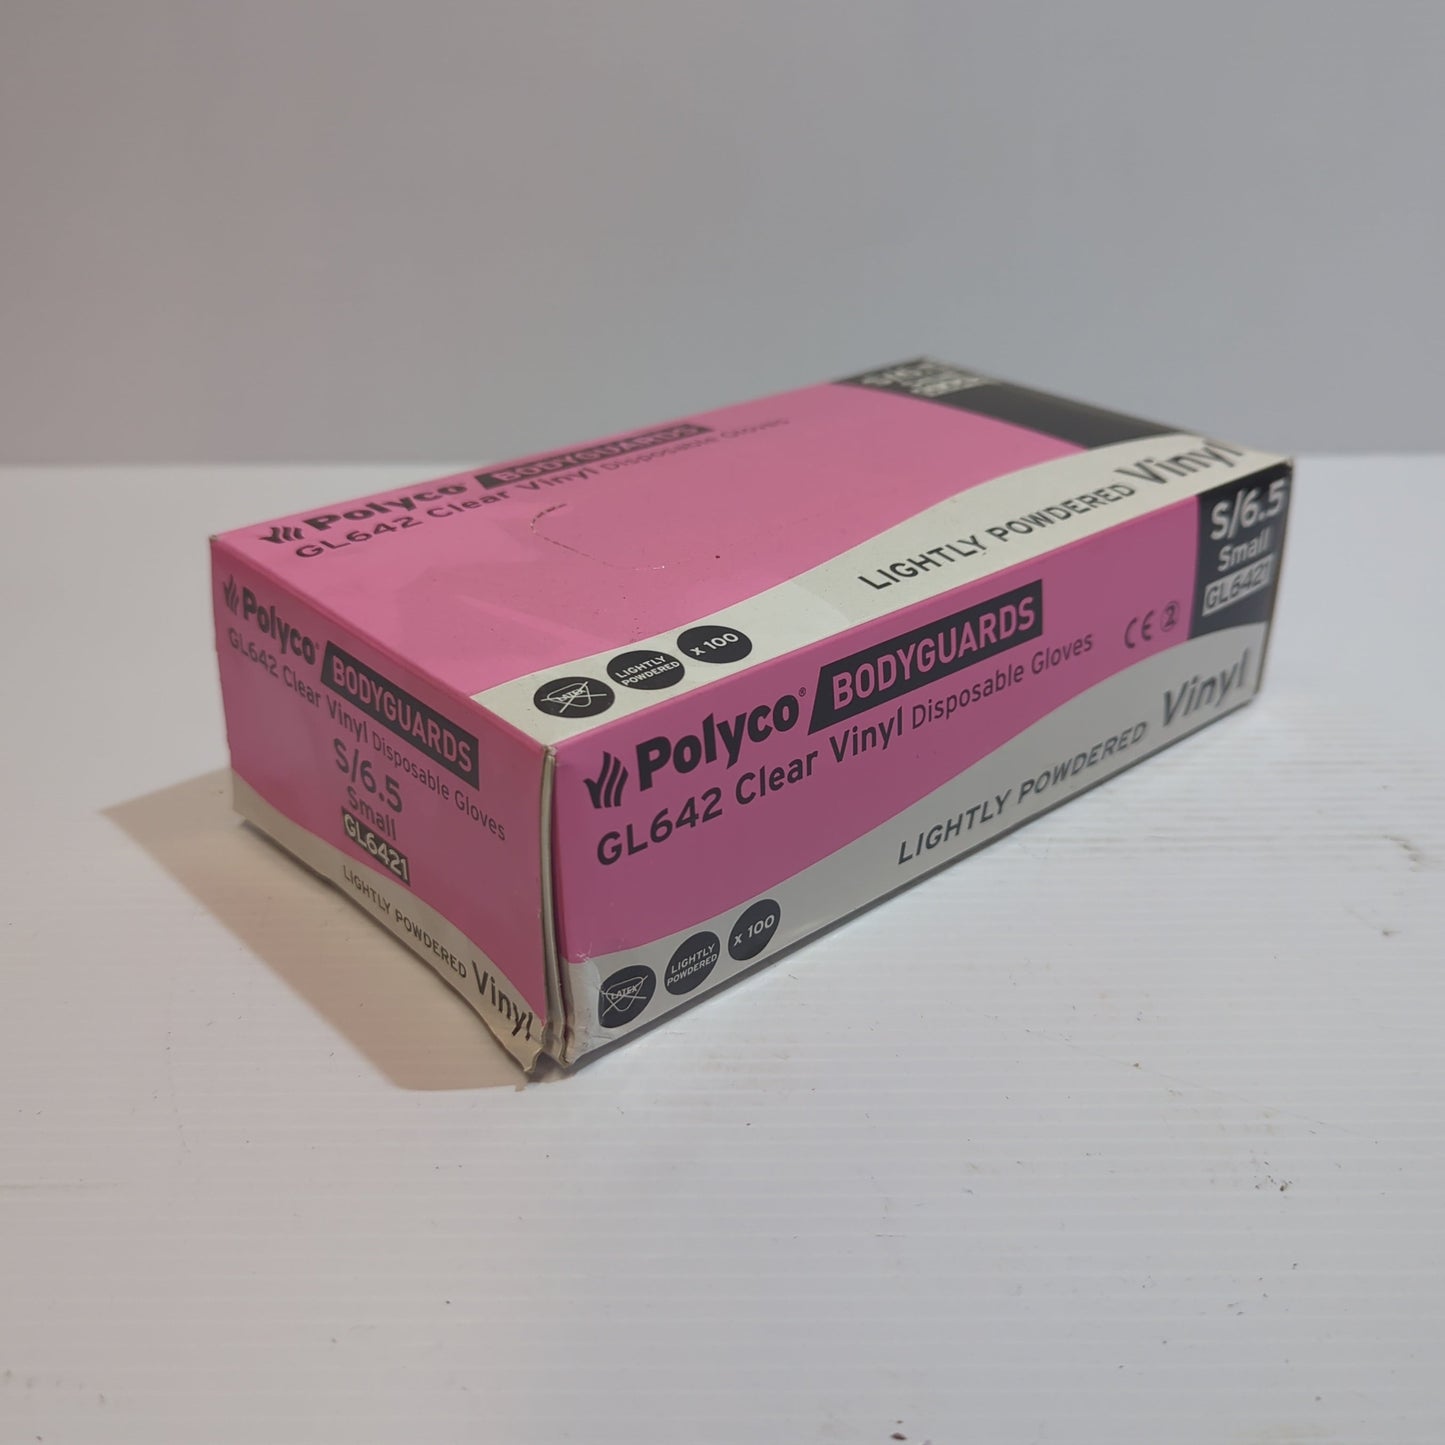 Polyco BODYGUARDS
GL642 Clear Vinyl Disposable Gloves
LIGHTLY POWDERED Vinyl
LATEX
LIGHTLY POWDERED
x 100
Polyco BODYGUARDS
GL642 Clear Vinyl Disposable Gloves
S/6.5
Small
GL6421
LIGHTLY POWDERED Vinyl
Polyco® BODYGUARDS
GL642 Clear Vinyl Disposable Gloves
CE 2
S/6.5
Small
GL6421
LIGHTLY POWDERED Vinyl
LATEX
LIGHTLY POWDERED
x 100